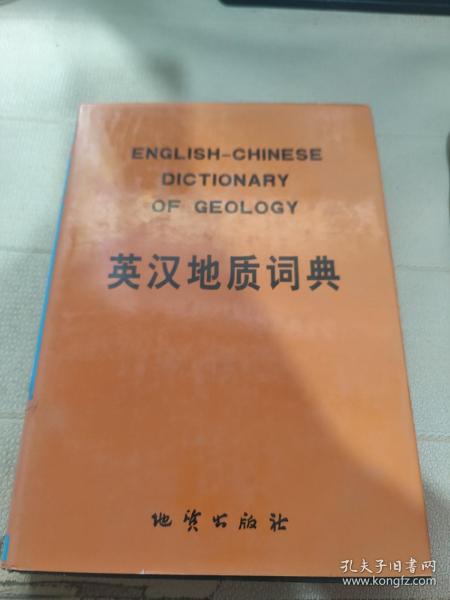 ENGLISH-CHINESE
DICTIONARY
OF GEOLOGY
英汉地质词典
地质出版社
孔夫子旧书网
www.kongfz.com